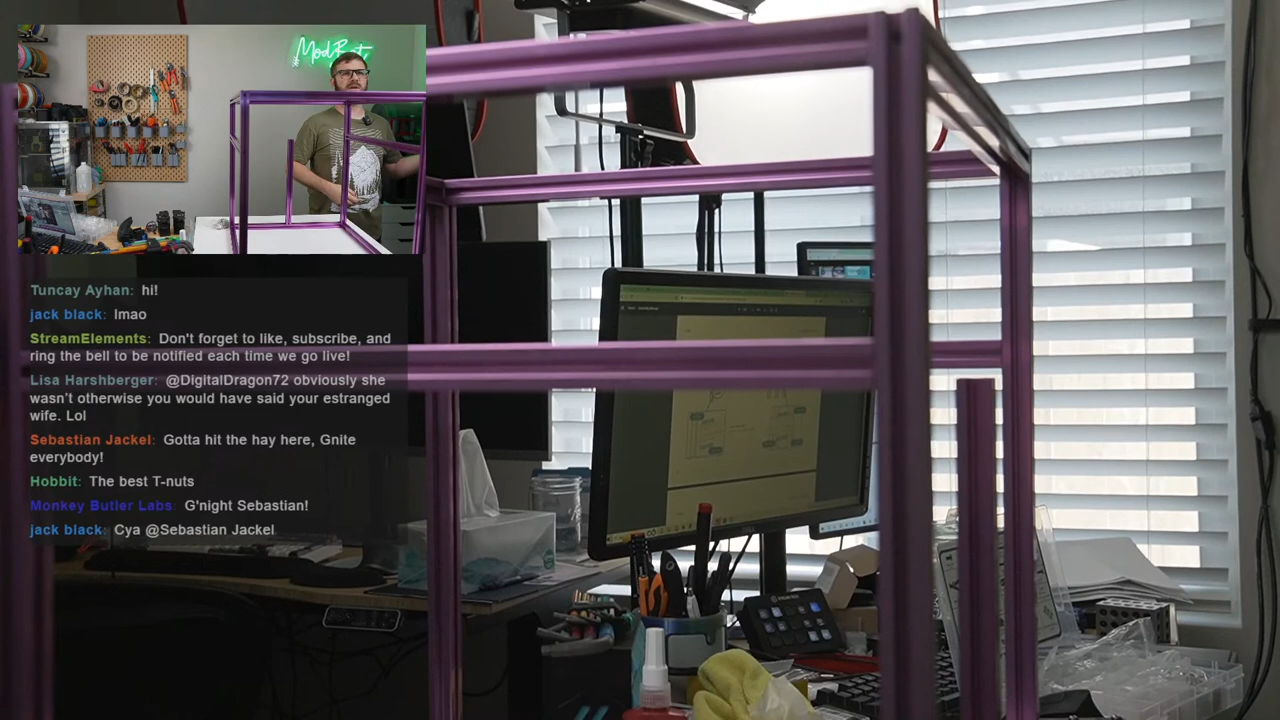 ModBot
Tuncay Ayhan: hi!
jack black: lmao
StreamElements: Don't forget to like, subscribe, and
ring the bell to be notified each time we go live!
Lisa Harshberger: @DigitalDragon72 obviously she
wasn't otherwise you would have said your estranged
wife. Lol
Sebastian Jackel: Gotta hit the hay here, Gnite
everybody!
Hobbit: The best T-nuts
Monkey Butler Labs: G'night Sebastian!
jack black: Cya @Sebastian Jackel